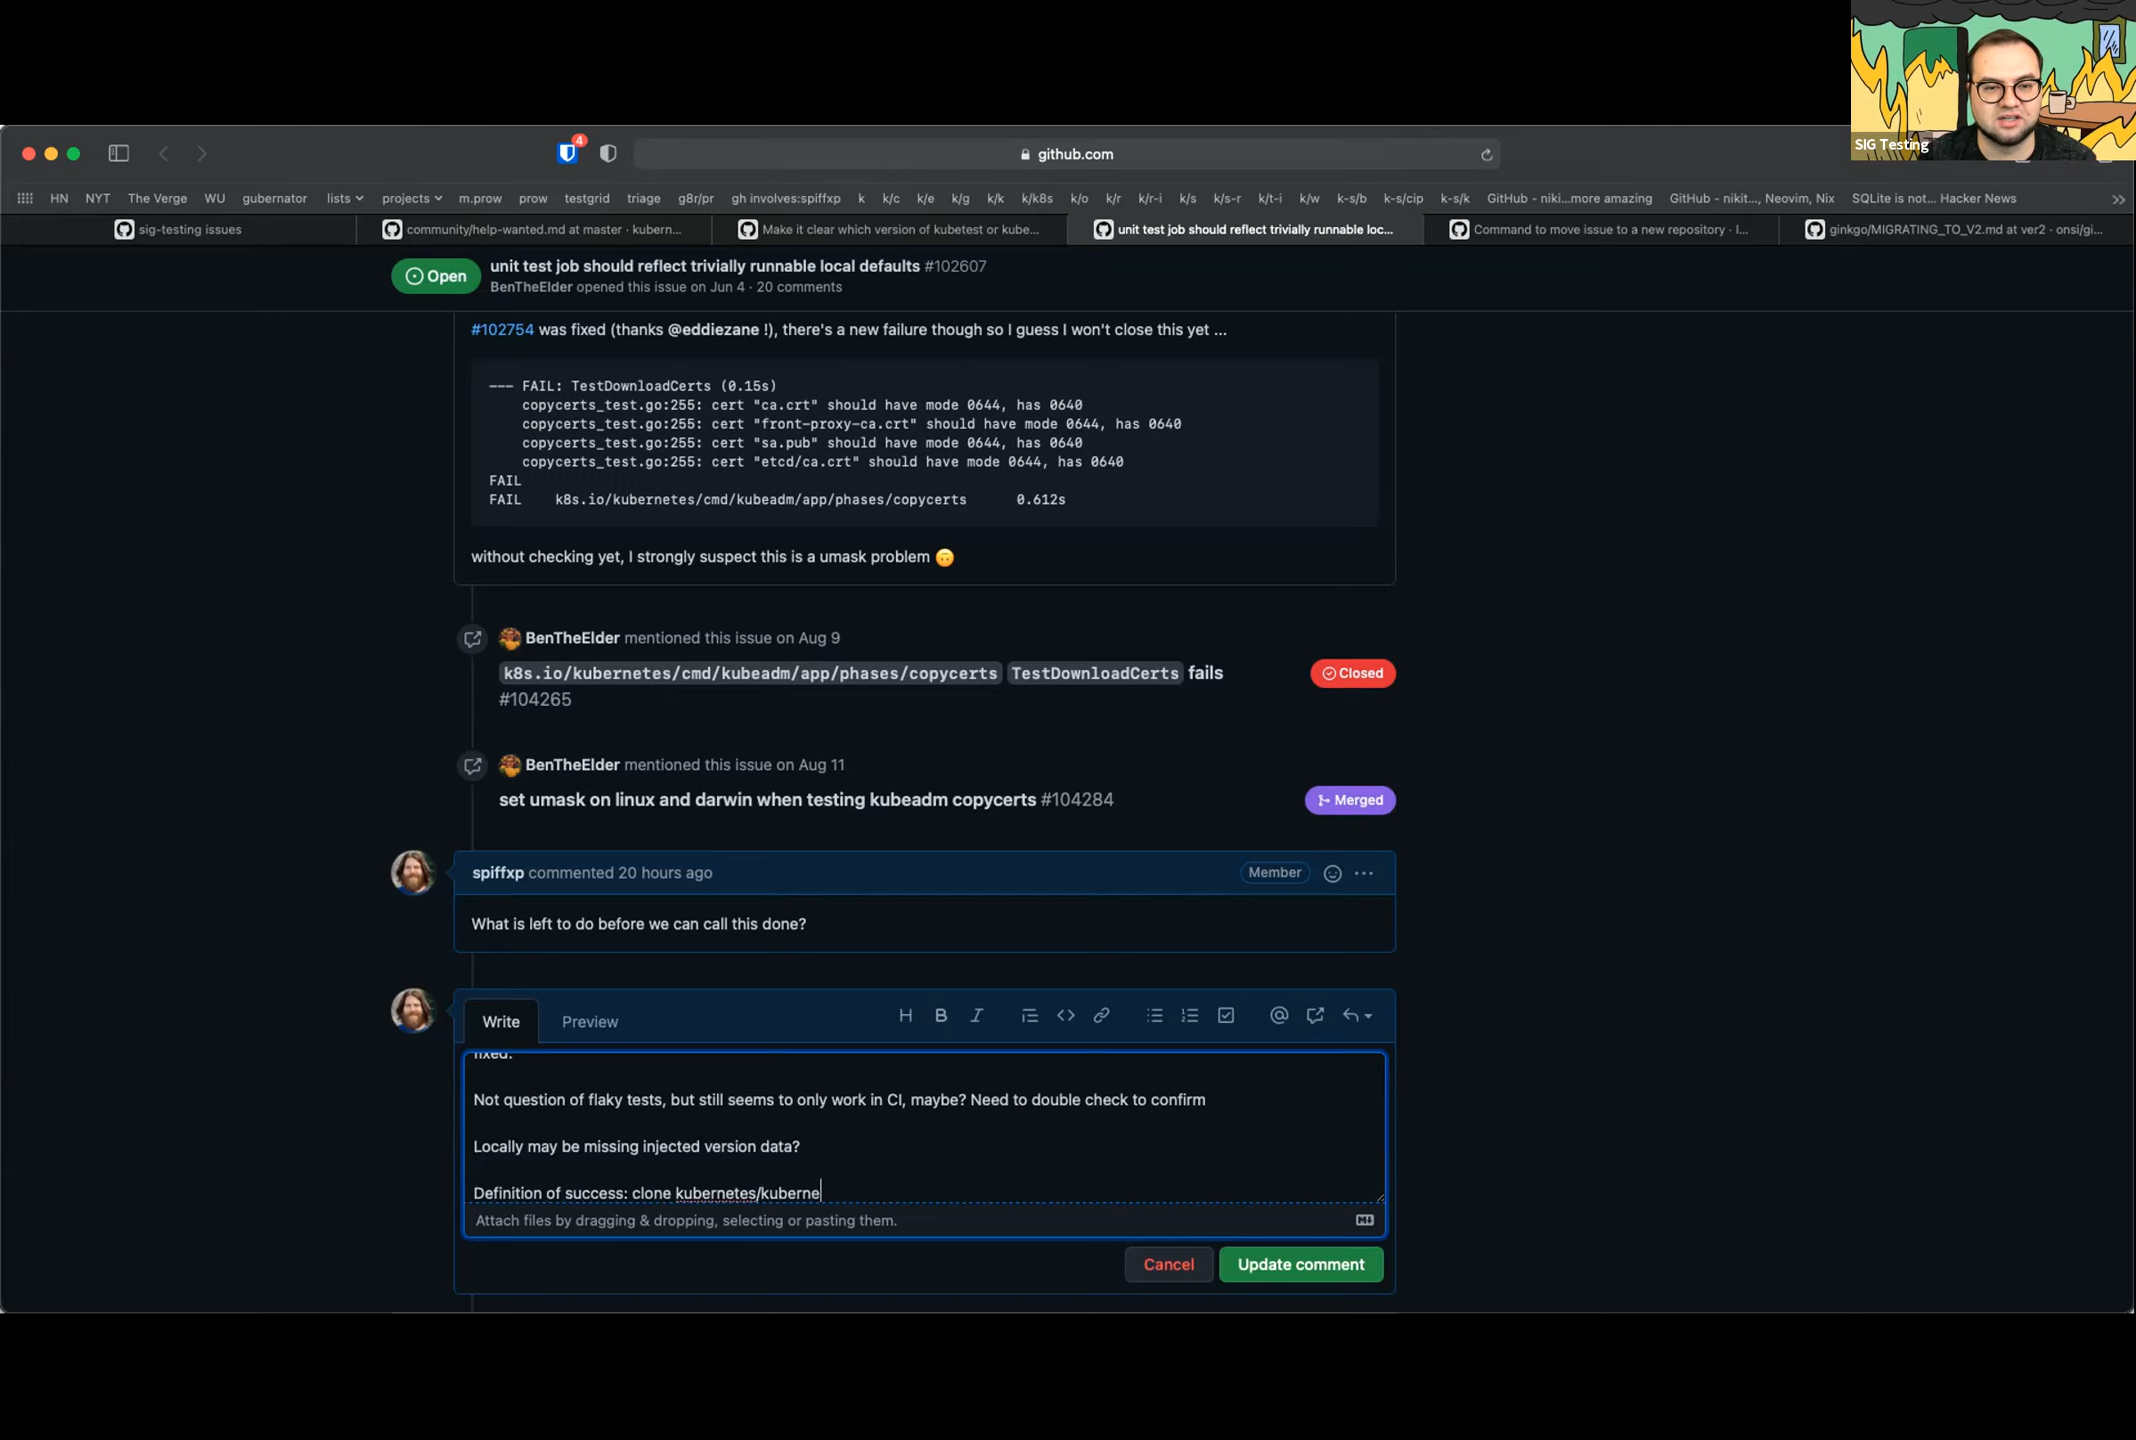 SIG Testing
4
github.com
HN NYT The Verge WU gubernator lists projects m.prow prow testgrid triage g8r/pr gh involves:spiffxp k k/c k/e k/g k/k k/k8s k/o k/r k/r-i k/s k/s-r k/t-i k/w k-s/b k-s/cip k-s/k GitHub - niki...more amazing GitHub - nikit..., Neovim, Nix SQLite is not... Hacker News >>
sig-testing issues
community/help-wanted.md at master · kubern...
Make it clear which version of kubetest or kube...
unit test job should reflect trivially runnable loc...
Command to move issue to a new repository · I...
ginkgo/MIGRATING_TO_V2.md at ver2 · onsi/gi...
Open
unit test job should reflect trivially runnable local defaults #102607
BenTheElder opened this issue on Jun 4 · 20 comments
#102754 was fixed (thanks @eddiezane !), there's a new failure though so I guess I won't close this yet ...
--- FAIL: TestDownloadCerts (0.15s)
copycerts_test.go:255: cert "ca.crt" should have mode 0644, has 0640
copycerts_test.go:255: cert "front-proxy-ca.crt" should have mode 0644, has 0640
copycerts_test.go:255: cert "sa.pub" should have mode 0644, has 0640
copycerts_test.go:255: cert "etcd/ca.crt" should have mode 0644, has 0640
FAIL
FAIL k8s.io/kubernetes/cmd/kubeadm/app/phases/copycerts 0.612s
without checking yet, I strongly suspect this is a umask problem 🙃
BenTheElder mentioned this issue on Aug 9
k8s.io/kubernetes/cmd/kubeadm/app/phases/copycerts TestDownloadCerts fails
#104265
Closed
BenTheElder mentioned this issue on Aug 11
set umask on linux and darwin when testing kubeadm copycerts #104284
Merged
spiffxp commented 20 hours ago
Member
What is left to do before we can call this done?
Write Preview
H B I
fixed.
Not question of flaky tests, but still seems to only work in CI, maybe? Need to double check to confirm
Locally may be missing injected version data?
Definition of success: clone kubernetes/kuberne
Attach files by dragging & dropping, selecting or pasting them.
Cancel Update comment